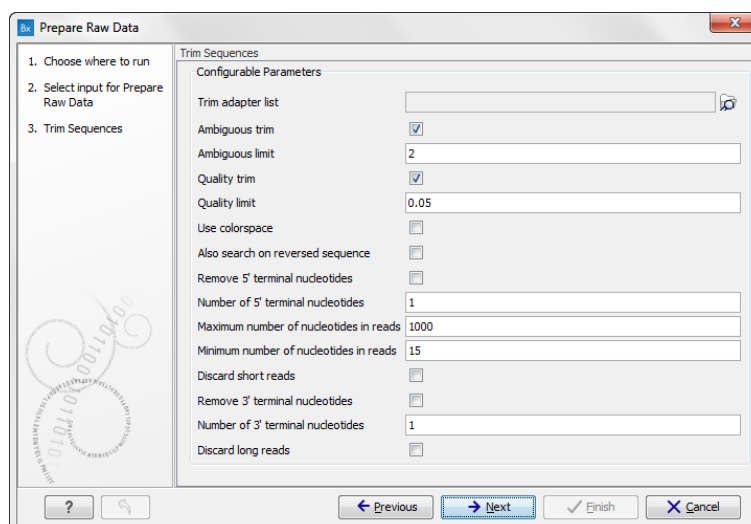 Bx Prepare Raw Data
1. Choose where to run
2. Select input for Prepare
Raw Data
3. Trim Sequences
Trim Sequences
Configurable Parameters
Trim adapter list
Ambiguous trim
Ambiguous limit 2
Quality trim
Quality limit 0.05
Use colorspace
Also search on reversed sequence
Remove 5' terminal nucleotides
Number of 5' terminal nucleotides 1
Maximum number of nucleotides in reads 1000
Minimum number of nucleotides in reads 15
Discard short reads
Remove 3' terminal nucleotides
Number of 3' terminal nucleotides 1
Discard long reads
? Previous Next Finish Cancel